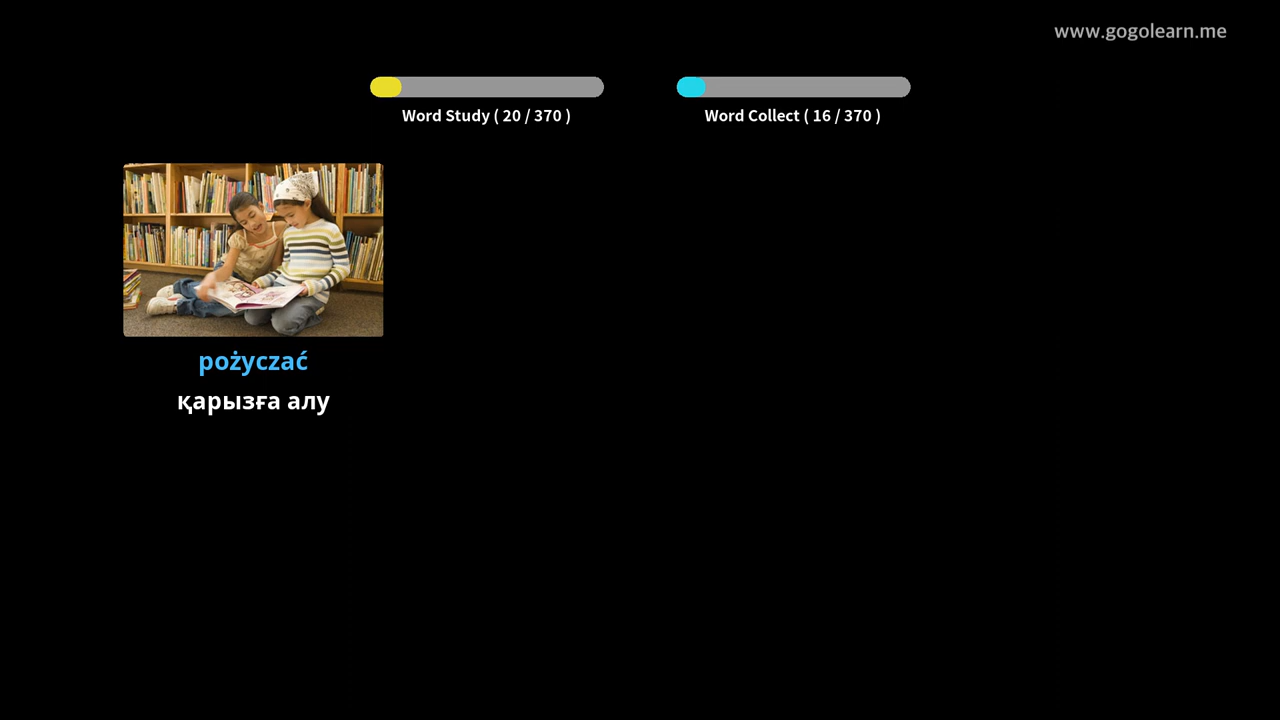 www.gogolearn.me
Word Study ( 20 / 370 )
Word Collect ( 16 / 370 )
pożyczać
қарызға алу